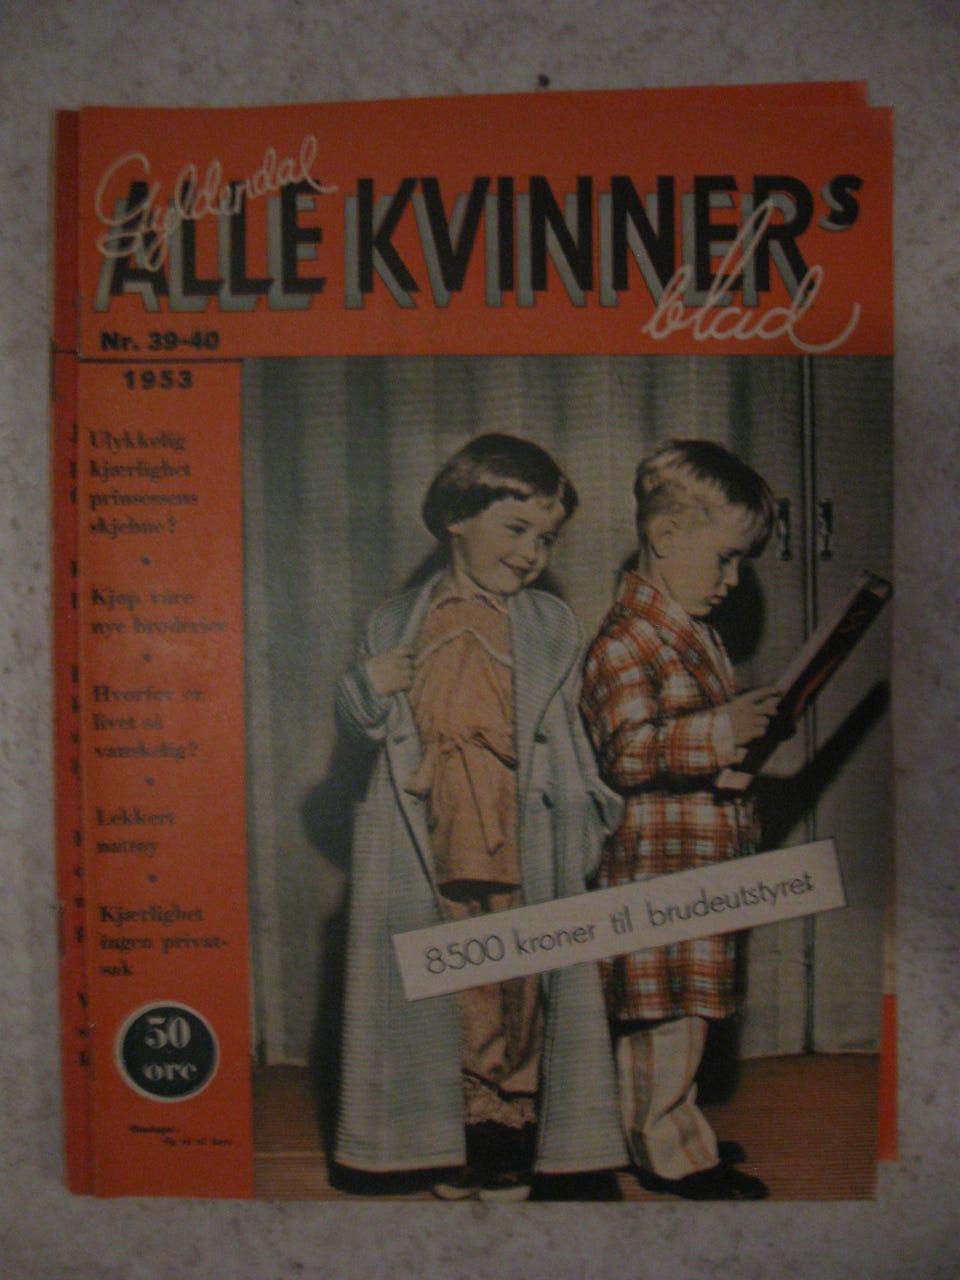 Gyldendal
ALLE KVINNERS
blad
Nr. 39-40
1953
Ulykkelig
kjærlighet
prinsessens
skjebne?
Kjøp våre
nye broderier
Hvorfor er
livet så
vanskelig?
Lekkert
nattøy
Kjærlighet
ingen privat-
sak
50
øre
8500 kroner til brudeutstyret